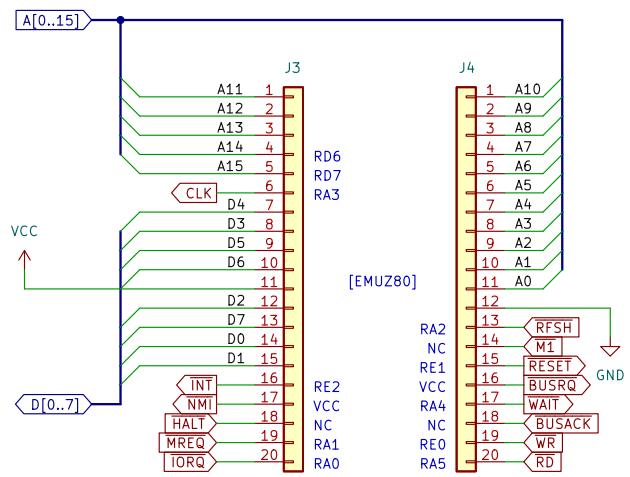 A[0..15]
J3
J4
A11 1
A12 2
A13 3
A14 4 RD6
A15 5 RD7
CLK 6 RA3
D4 7
D3 8
D5 9
D6 10
VCC
11
D2 12
D7 13
D0 14
D1 15
INT 16 RE2
D[0..7]
NMI 17 VCC
HALT 18 NC
MREQ 19 RA1
IORQ 20 RA0
[EMUZ80]
1 A10
2 A9
3 A8
4 A7
5 A6
6 A5
7 A4
8 A3
9 A2
10 A1
11 A0
12
GND
RA2 13 RFSH
NC 14 M1
RE1 15 RESET
VCC 16 BUSRQ
RA4 17 WAIT
NC 18 BUSACK
RE0 19 WR
RA5 20 RD